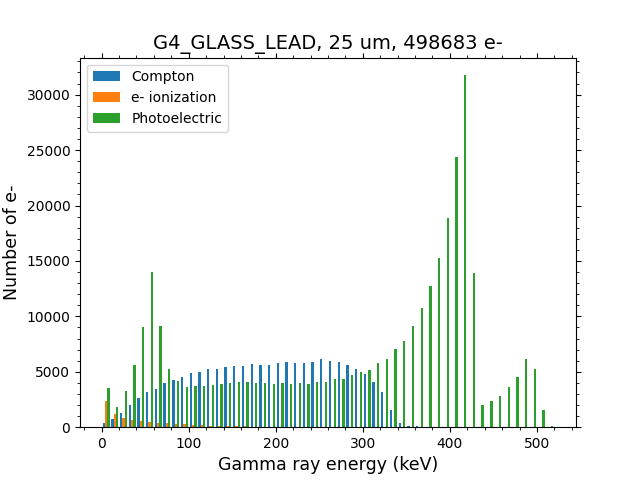 G4_GLASS_LEAD, 25 um, 498683 e-
Compton
e- ionization
Photoelectric
Number of e-
30000
25000
20000
15000
10000
5000
0
0 100 200 300 400 500
Gamma ray energy (keV)